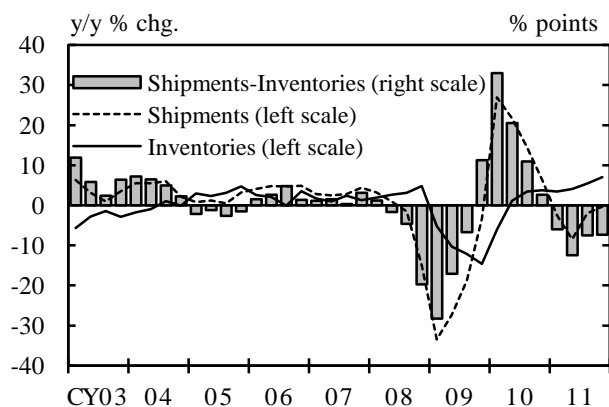 y/y % chg. % points
40
30
20
10
0
-10
-20
-30
-40
Shipments-Inventories (right scale)
Shipments (left scale)
Inventories (left scale)
CY03 04 05 06 07 08 09 10 11